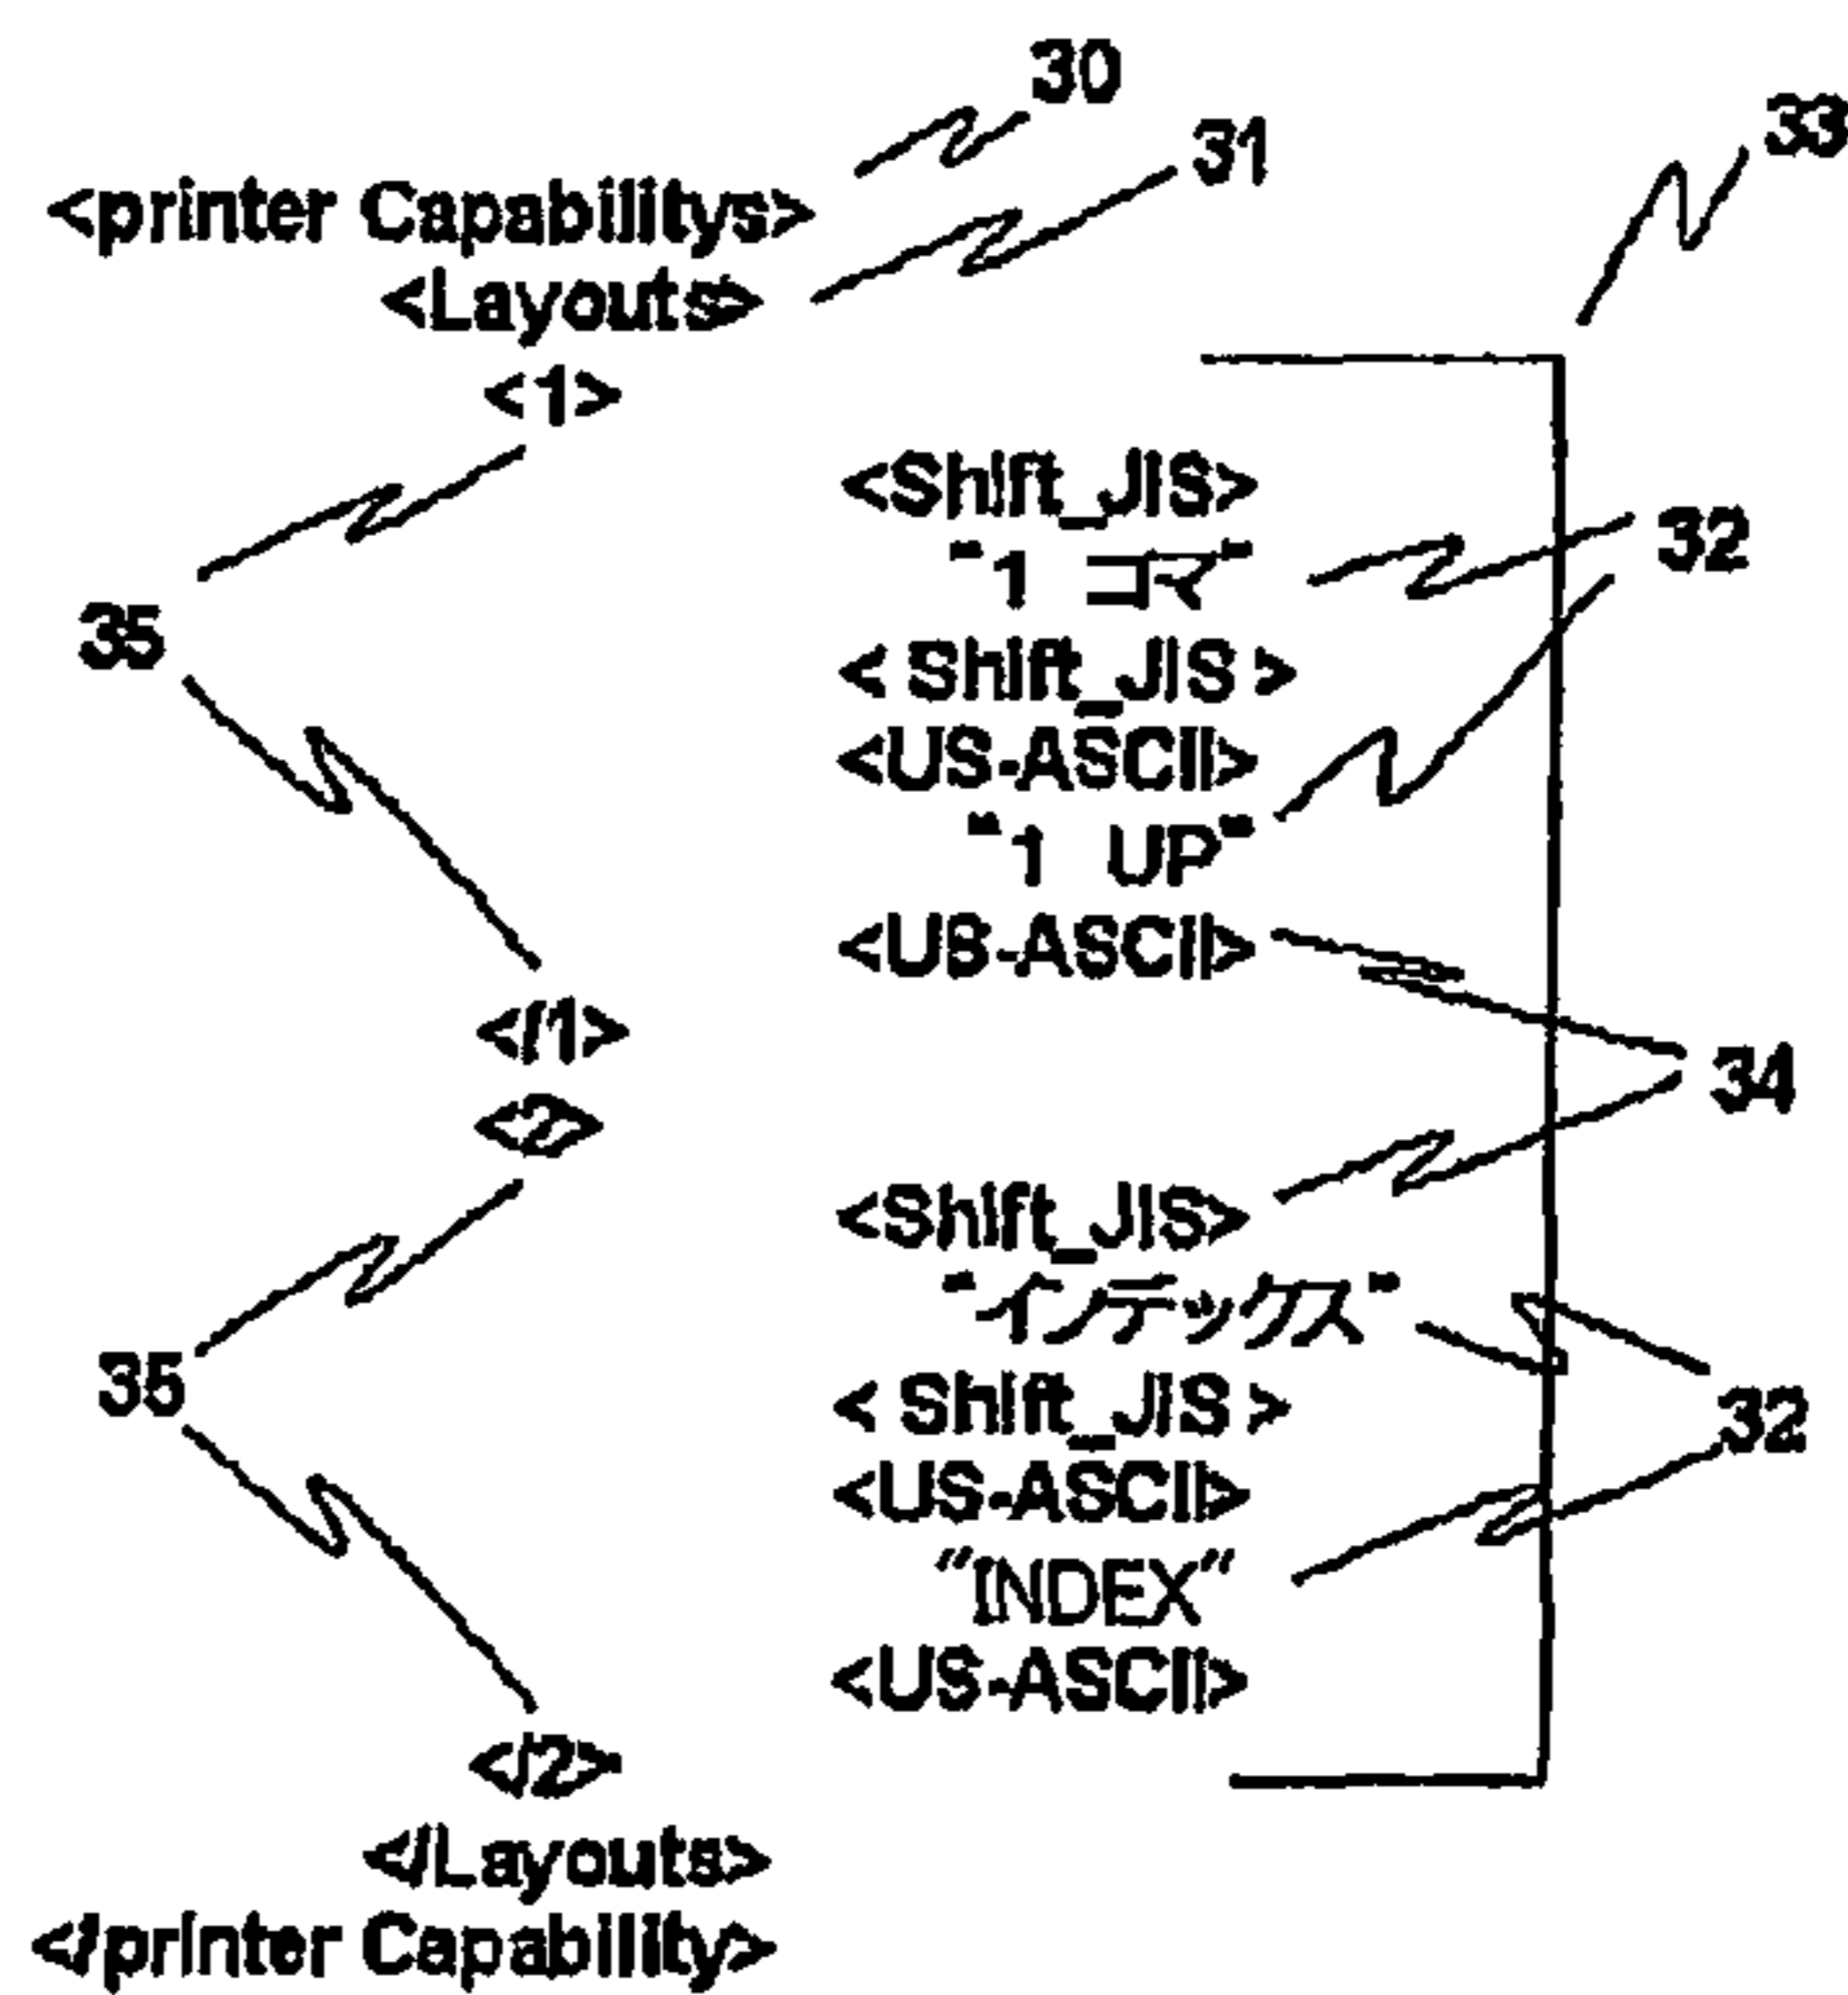 30
33
31
<printer Capabilitys>
<Layouts>
<1>
<Shift_JIS>
32
"1 コマ"
35
< Shift_JIS >
<US-ASCII>
"1 UP"
<US-ASCII>
</1>
34
<2>
<Shift_JIS>
"インデックス"
35
< Shift_JIS >
32
<US-ASCII>
"INDEX"
<US-ASCII>
</2>
</Layouts>
</printer Capability>